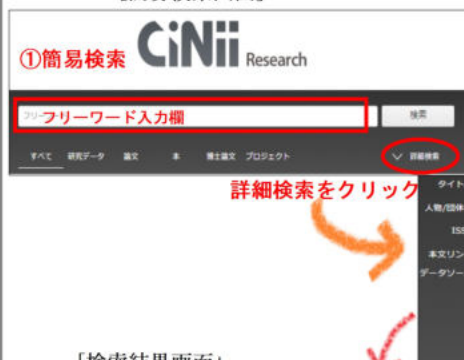 ①簡易検索 CiNii Research
フリーワード入力欄
検索
すべて 研究データ 論文 本 博士論文 プロジェクト
詳細検索
詳細検索をクリック
タイト
人物/団体
ISS
本文リン
データソー
「検索結果画面」